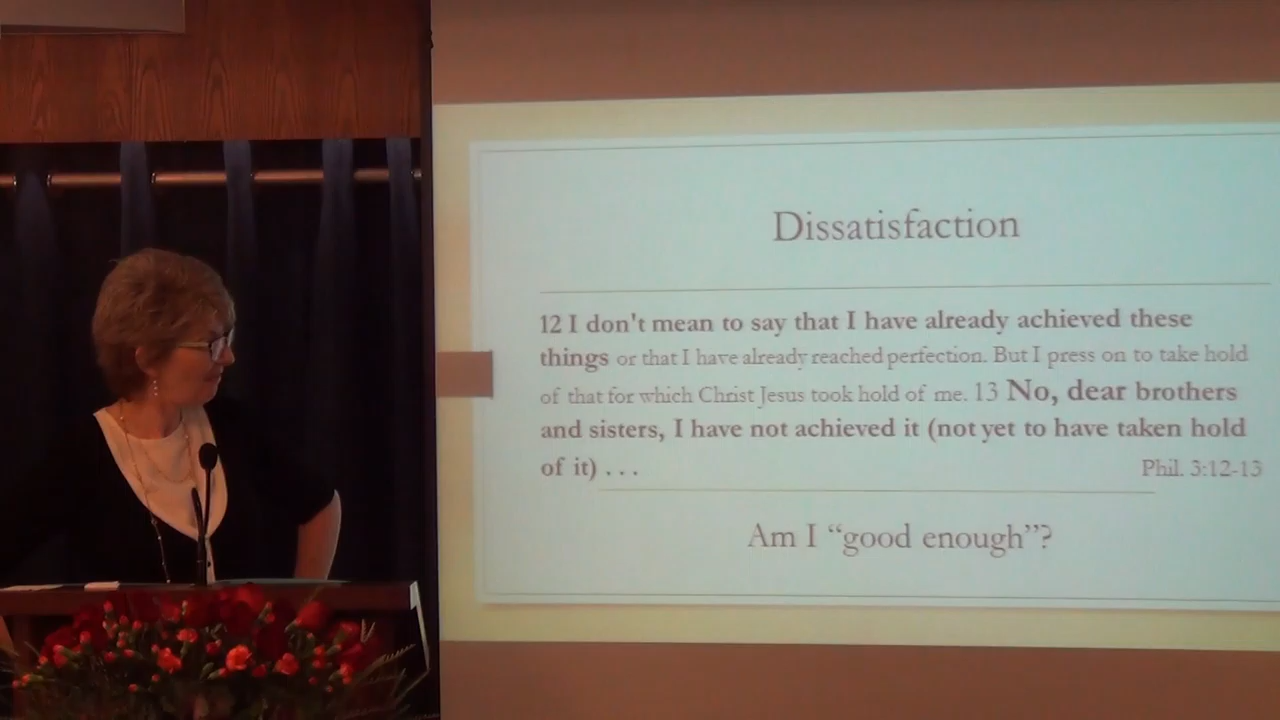 Dissatisfaction
12 I don't mean to say that I have already achieved these
things or that I have already reached perfection. But I press on to take hold
of that for which Christ Jesus took hold of me. 13 No, dear brothers
and sisters, I have not achieved it (not yet to have taken hold
of it) . . . Phil. 3:12-13
Am I “good enough”?